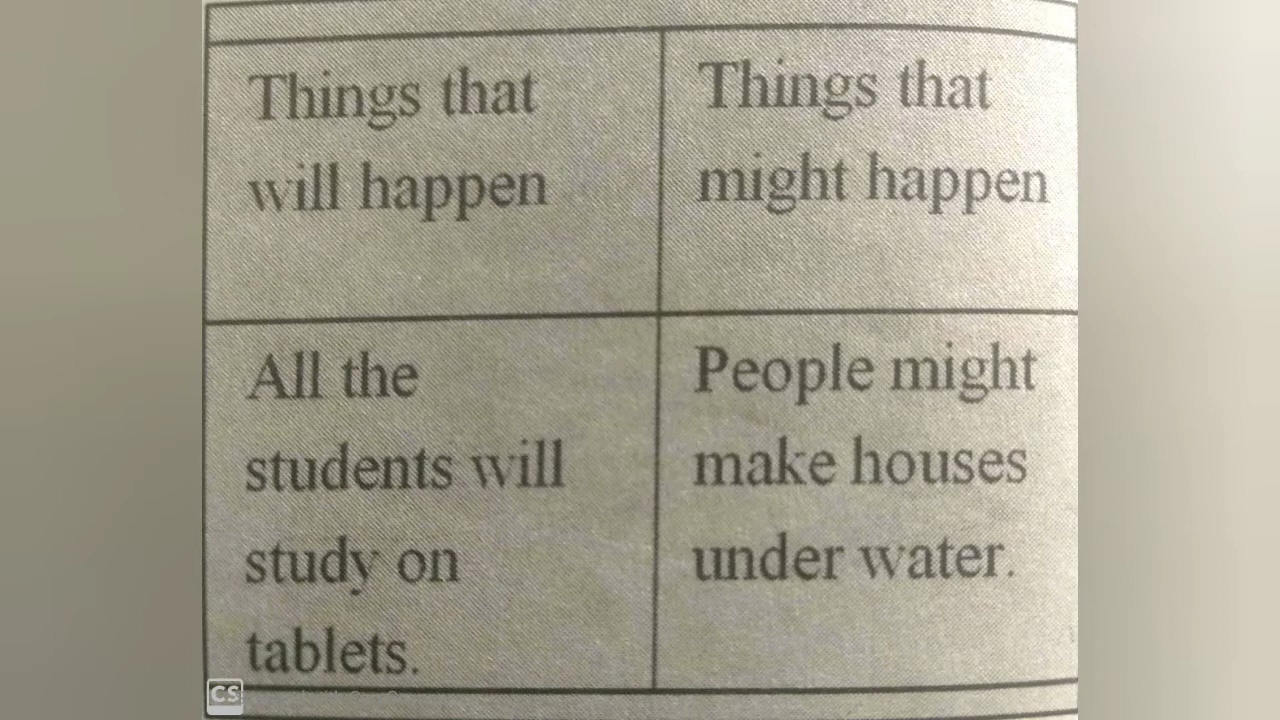 Things that
will happen
Things that
might happen
All the
students will
study on
tablets.
People might
make houses
under water.
CS